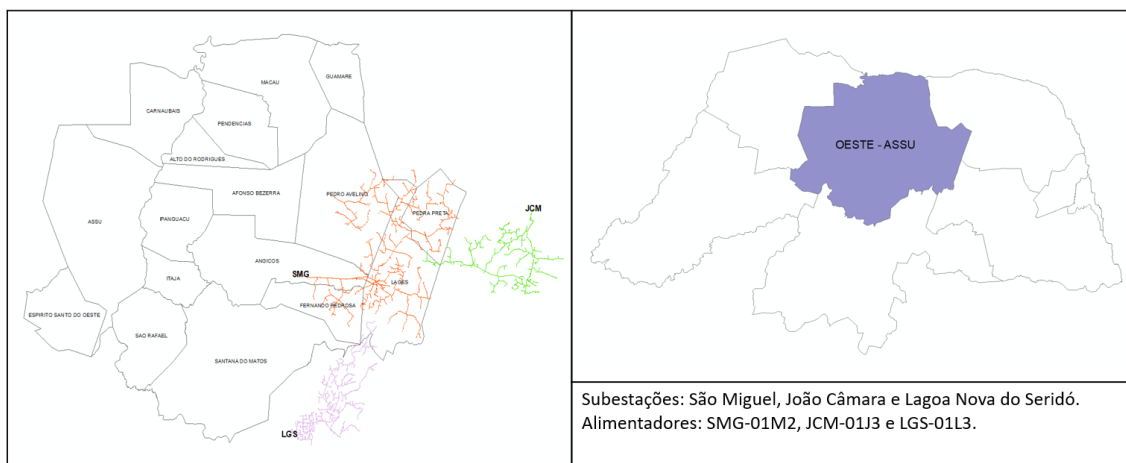 MACAU
GUAMARE
CARNAUBAIS
PENDENCIAS
ALTO DO RODRIGUES
AFONSO BEZERRA
PEDRO AVELINO
PEDRA PRETA
JCM
ASSU
IPANGUACU
ANGICOS
SMG
ITAJA
LAGES
FERNANDO PEDROSA
ESPIRITO SANTO DO OESTE
SAO RAFAEL
SANTANA DO MATOS
LGS
OESTE - ASSU
Subestações: São Miguel, João Câmara e Lagoa Nova do Seridó.
Alimentadores: SMG-01M2, JCM-01J3 e LGS-01L3.